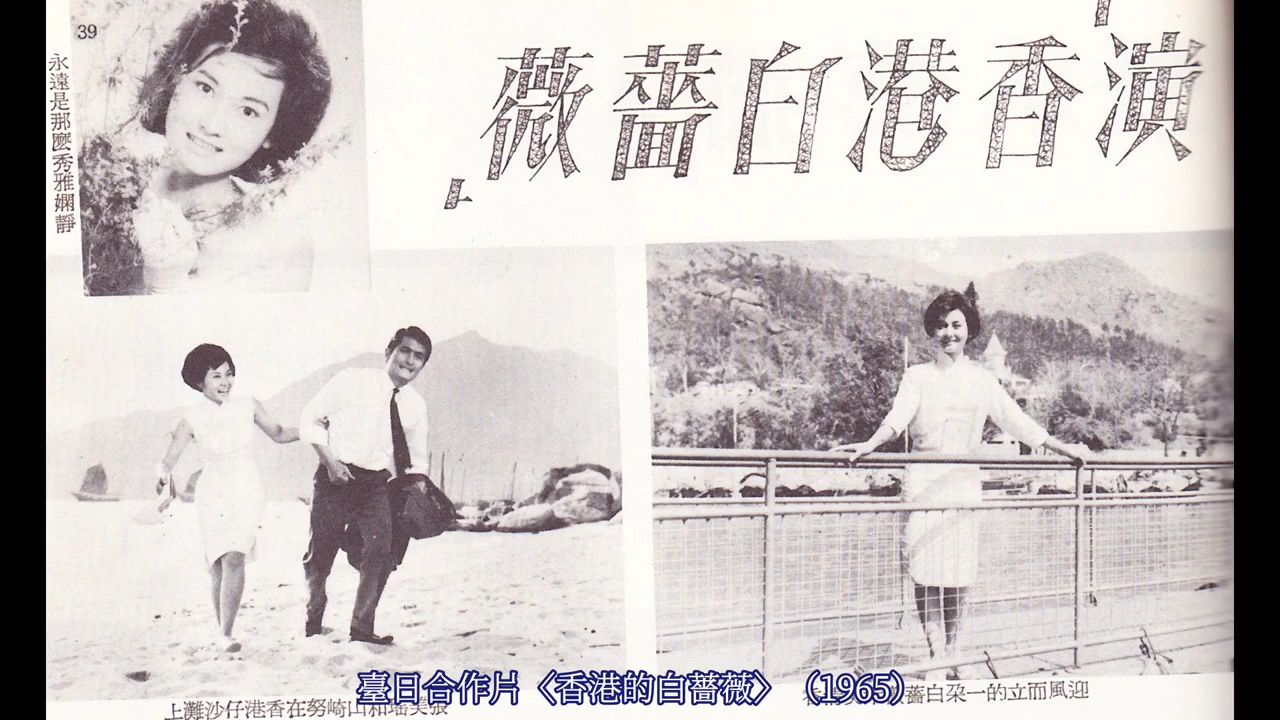 39
永遠是那麼秀雅嫻靜
演「香港白薔薇」
張美瑤和山崎努在香港仔沙灘上
迎風而立的一朵白薔薇
臺日合作片〈香港的白薔薇〉（1965）